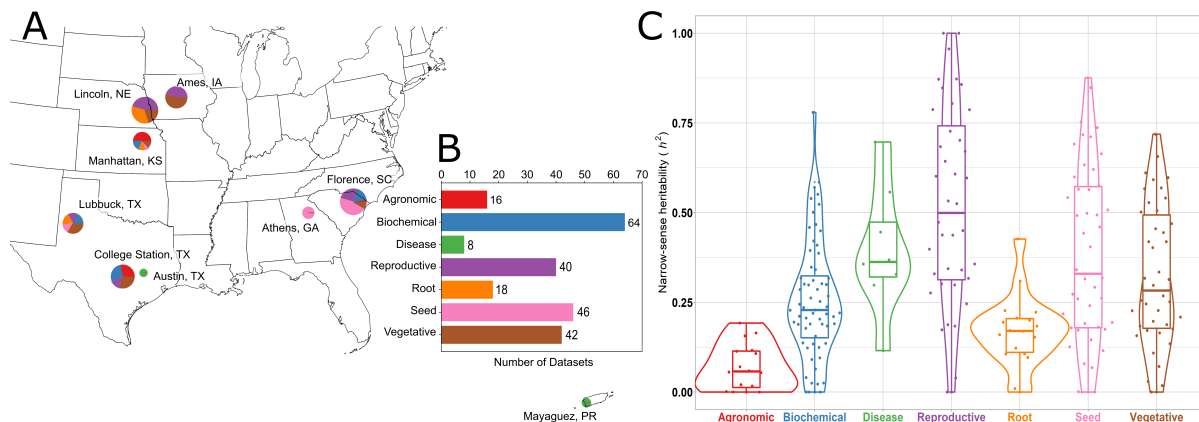 A
Lincoln, NE
Ames, IA
Manhattan, KS
Lubbuck, TX
College Station, TX
Austin, TX
Athens, GA
Florence, SC
Mayaguez, PR
B
0 10 20 30 40 50 60 70
Agronomic 16
Biochemical 64
Disease 8
Reproductive 40
Root 18
Seed 46
Vegetative 42
Number of Datasets
C
Narrow-sense heritability (h²)
1.00
0.75
0.50
0.25
0.00
Agronomic Biochemical Disease Reproductive Root Seed Vegetative